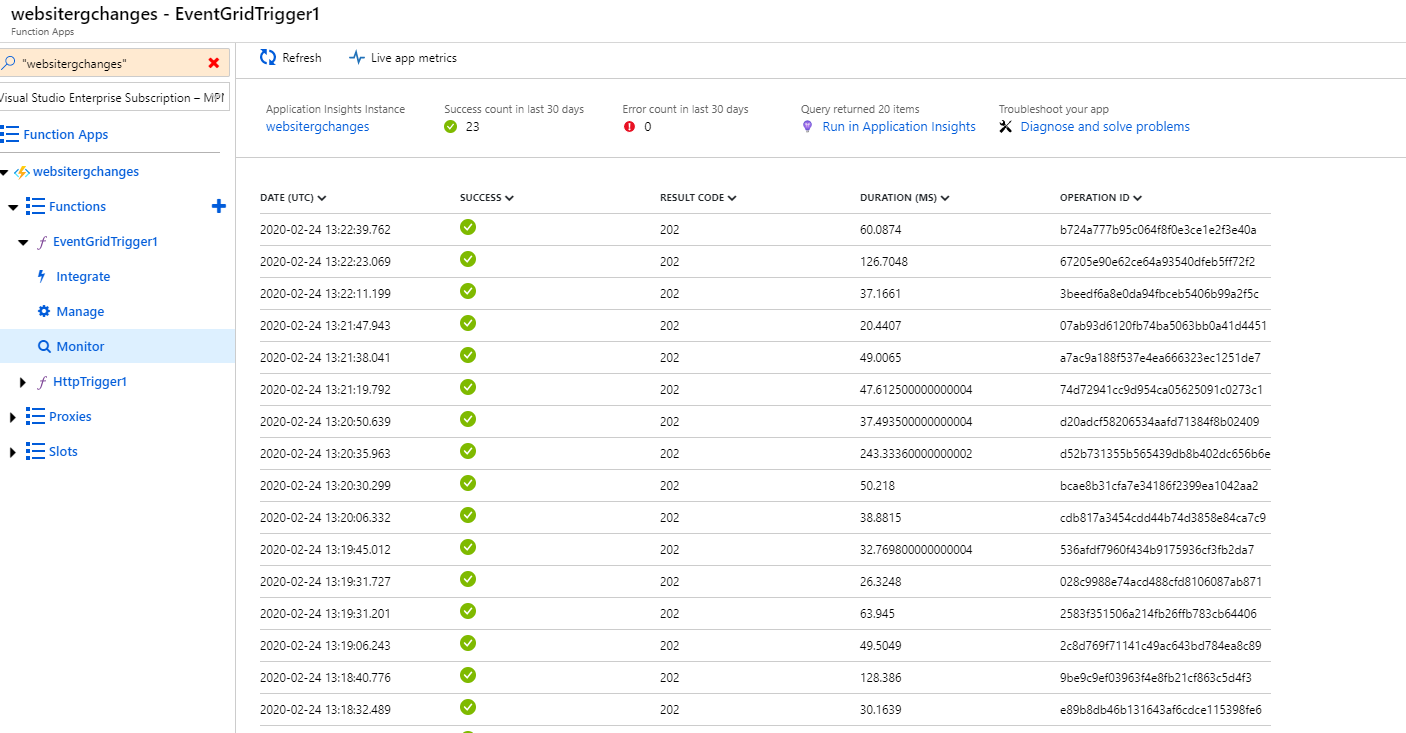 websitergchanges - EventGridTrigger1
Function Apps
"websitergchanges"
Visual Studio Enterprise Subscription – MPN
Function Apps
websitergchanges
Functions
EventGridTrigger1
Integrate
Manage
Monitor
HttpTrigger1
Proxies
Slots
Refresh Live app metrics
Application Insights Instance Success count in last 30 days Error count in last 30 days Query returned 20 items Troubleshoot your app
websitergchanges 23 0 Run in Application Insights Diagnose and solve problems
DATE (UTC) SUCCESS RESULT CODE DURATION (MS) OPERATION ID
2020-02-24 13:22:39.762 202 60.0874 b724a777b95c064f8f0e3ce1e2f3e40a
2020-02-24 13:22:23.069 202 126.7048 67205e90e62ce64a93540dfeb5ff72f2
2020-02-24 13:22:11.199 202 37.1661 3beedf6a8e0da94fbceb5406b99a2f5c
2020-02-24 13:21:47.943 202 20.4407 07ab93d6120fb74ba5063bb0a41d4451
2020-02-24 13:21:38.041 202 49.0065 a7ac9a188f537e4ea666323ec1251de7
2020-02-24 13:21:19.792 202 47.612500000000004 74d72941cc9d954ca05625091c0273c1
2020-02-24 13:20:50.639 202 37.493500000000004 d20adcf58206534aafd71384f8b02409
2020-02-24 13:20:35.963 202 243.33360000000002 d52b731355b565439db8b402dc656b6e
2020-02-24 13:20:30.299 202 50.218 bcae8b31cfa7e34186f2399ea1042aa2
2020-02-24 13:20:06.332 202 38.8815 cdb817a3454cdd44b74d3858e84ca7c9
2020-02-24 13:19:45.012 202 32.769800000000004 536afdf7960f434b9175936cf3fb2da7
2020-02-24 13:19:31.727 202 26.3248 028c9988e74acd488cfd8106087ab871
2020-02-24 13:19:31.201 202 63.945 2583f351506a214fb26ffb783cb64406
2020-02-24 13:19:06.243 202 49.5049 2c8d769f71141c49ac643bd784ea8c89
2020-02-24 13:18:40.776 202 128.386 9be9c9ef03963f4e8fb21cf863c5d4f3
2020-02-24 13:18:32.489 202 30.1639 e89b8db46b131643af6cdce115398fe6